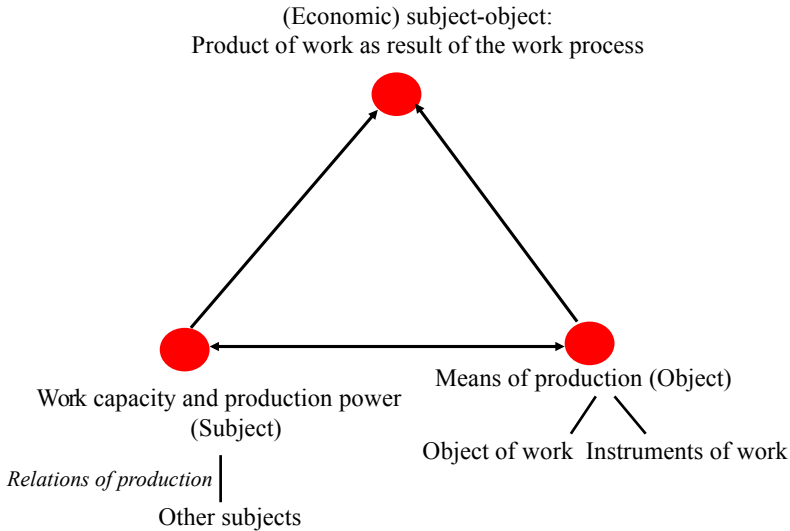 (Economic) subject-object:
Product of work as result of the work process
Work capacity and production power
(Subject)
Relations of production
Other subjects
Means of production (Object)
Object of work
Instruments of work